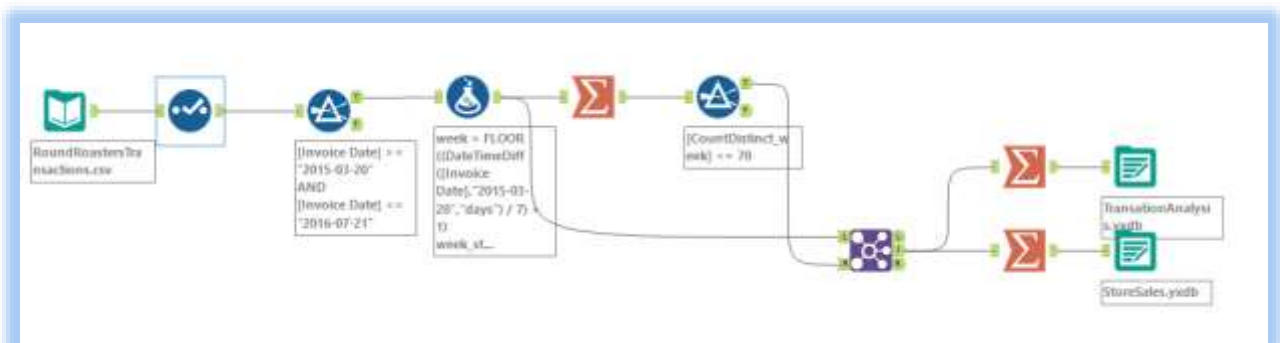 RoundRoastersTra
nsactions.csv
[Invoice Date] >=
"2015-03-20"
AND
[Invoice Date] <=
"2016-07-21"
week = FLOOR
((DateTimeDiff
([Invoice
Date],"2015-03-
20","days") / 7) +
1)
week_st...
[CountDistinct_w
eek] == 70
TransationAnalysi
s.yxdb
StoreSales.yxdb